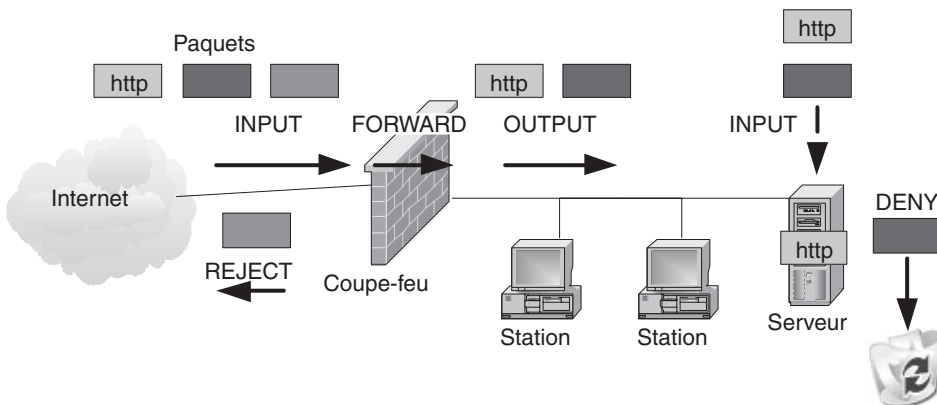 http
Paquets
http
http
INPUT
FORWARD
OUTPUT
INPUT
Internet
DENY
http
REJECT
Coupe-feu
Station
Station
Serveur